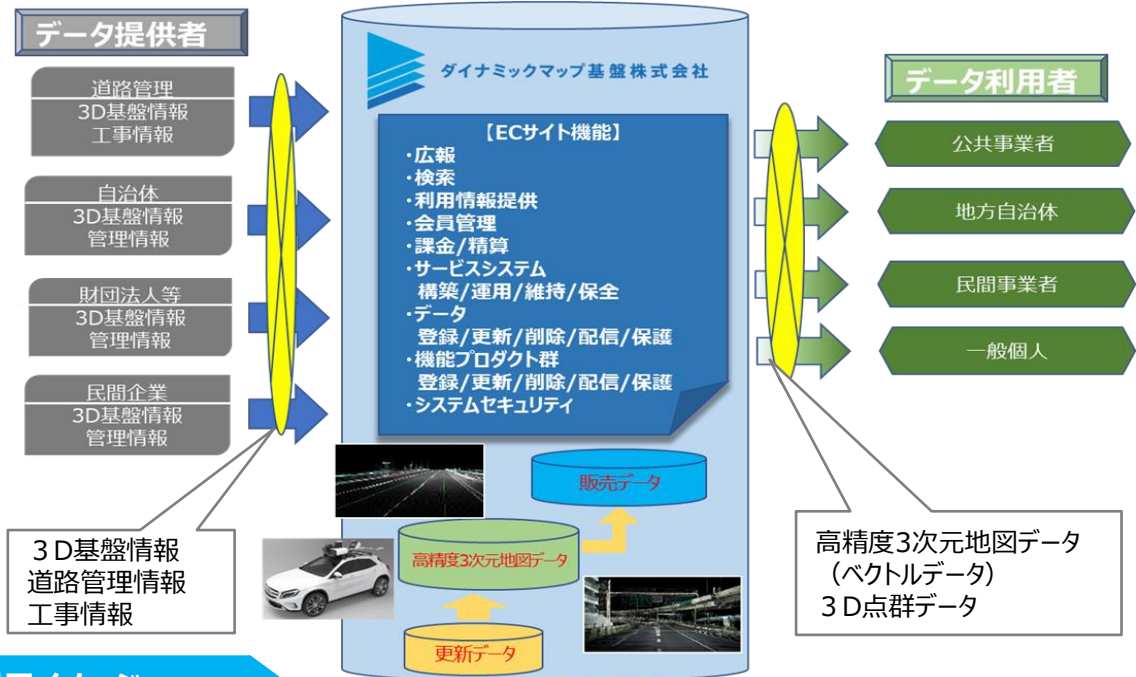 データ提供者
道路管理
3D基盤情報
工事情報
自治体
3D基盤情報
管理情報
財団法人等
3D基盤情報
管理情報
民間企業
3D基盤情報
管理情報
3D基盤情報
道路管理情報
工事情報
ダイナミックマップ基盤株式会社
【ECサイト機能】
・広報
・検索
・利用情報提供
・会員管理
・課金/精算
・サービスシステム
構築/運用/維持/保全
・データ
登録/更新/削除/配信/保護
・機能プロダクト群
登録/更新/削除/配信/保護
・システムセキュリティ
販売データ
高精度3次元地図データ
更新データ
データ利用者
公共事業者
地方自治体
民間事業者
一般個人
高精度3次元地図データ
（ベクトルデータ）
3D点群データ